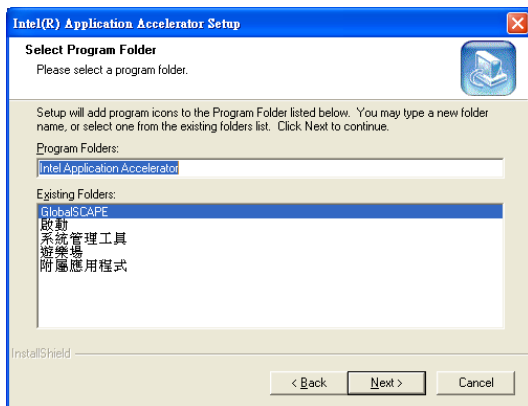 Intel(R) Application Accelerator Setup
Select Program Folder
Please select a program folder.
Setup will add program icons to the Program Folder listed below. You may type a new folder
name, or select one from the existing folders list. Click Next to continue.
Program Folders:
Intel Application Accelerator
Existing Folders:
GlobalSCAPE
啟動
系統管理工具
遊樂場
附屬應用程式
InstallShield
< Back
Next >
Cancel